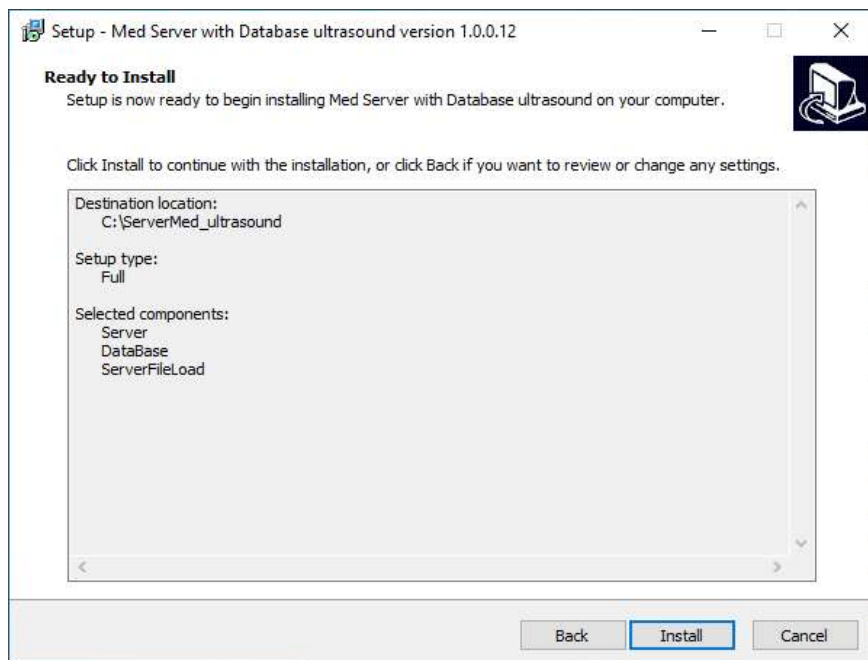 Setup - Med Server with Database ultrasound version 1.0.0.12
Ready to Install
Setup is now ready to begin installing Med Server with Database ultrasound on your computer.
Click Install to continue with the installation, or click Back if you want to review or change any settings.
Destination location:
C:\ServerMed_ultrasound
Setup type:
Full
Selected components:
Server
DataBase
ServerFileLoad
Back
Install
Cancel